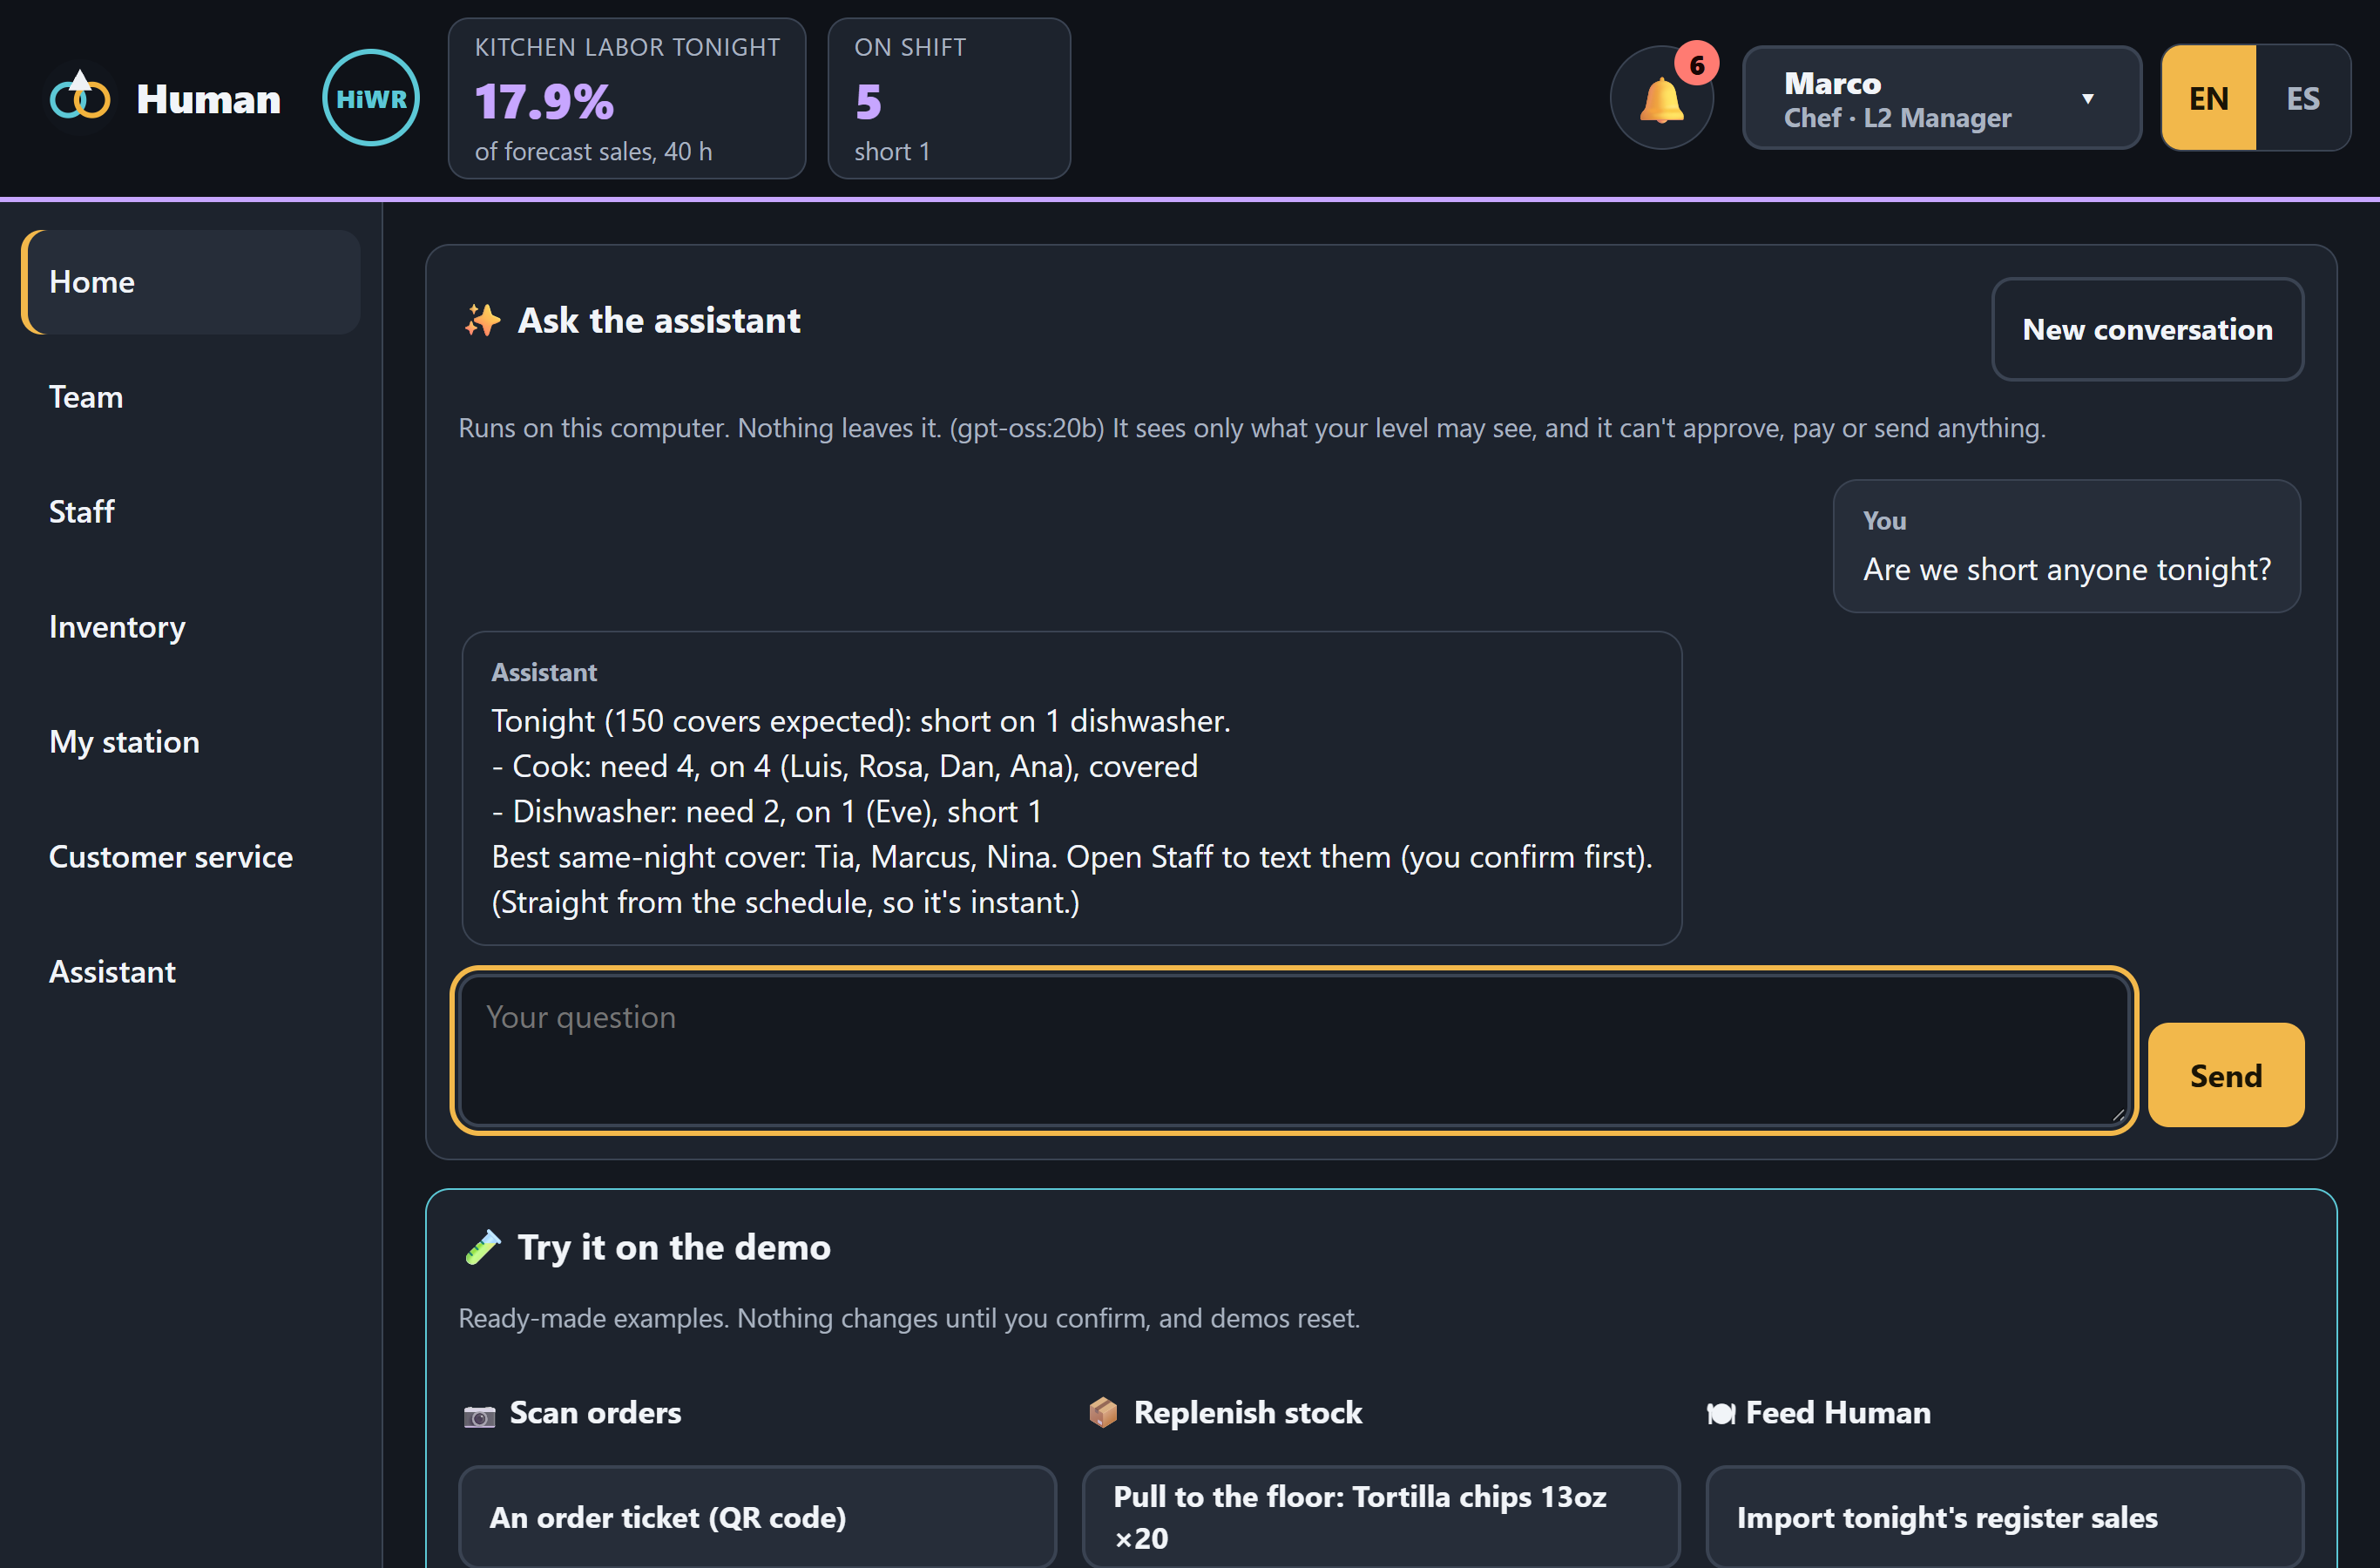 Human
HiWR
KITCHEN LABOR TONIGHT
17.9%
of forecast sales, 40 h
ON SHIFT
5
short 1
6
Marco
Chef · L2 Manager
EN
ES
Home
Team
Staff
Inventory
My station
Customer service
Assistant
Ask the assistant
New conversation
Runs on this computer. Nothing leaves it. (gpt-oss:20b) It sees only what your level may see, and it can't approve, pay or send anything.
You
Are we short anyone tonight?
Assistant
Tonight (150 covers expected): short on 1 dishwasher.
- Cook: need 4, on 4 (Luis, Rosa, Dan, Ana), covered
- Dishwasher: need 2, on 1 (Eve), short 1
Best same-night cover: Tia, Marcus, Nina. Open Staff to text them (you confirm first).
(Straight from the schedule, so it's instant.)
Your question
Send
Try it on the demo
Ready-made examples. Nothing changes until you confirm, and demos reset.
Scan orders
An order ticket (QR code)
Replenish stock
Pull to the floor: Tortilla chips 13oz
×20
Feed Human
Import tonight's register sales